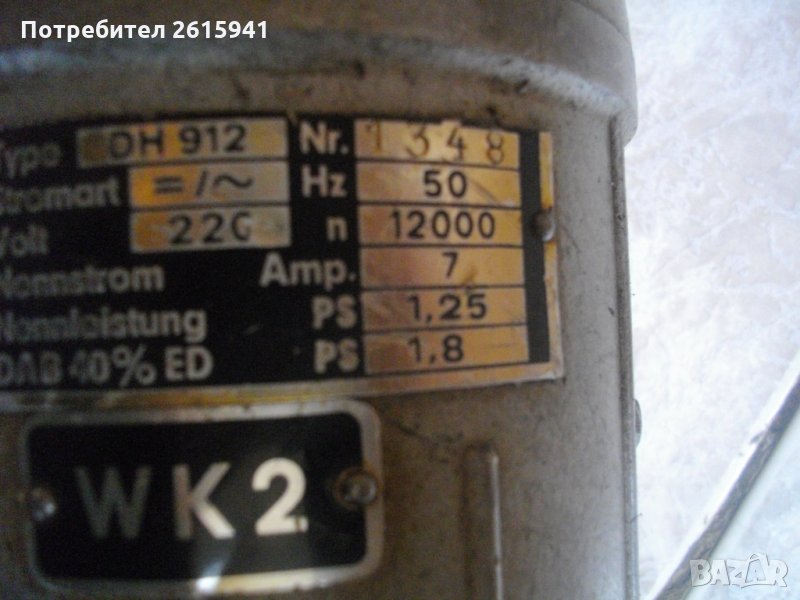 Потребител 2615941
Type DH 912 Nr. 1348
Stromart =/~ Hz 50
Volt 220 n 12000
Nennstrom Amp. 7
Nennleistung PS 1,25
DAB 40% ED PS 1,8
WK2
BAZAR